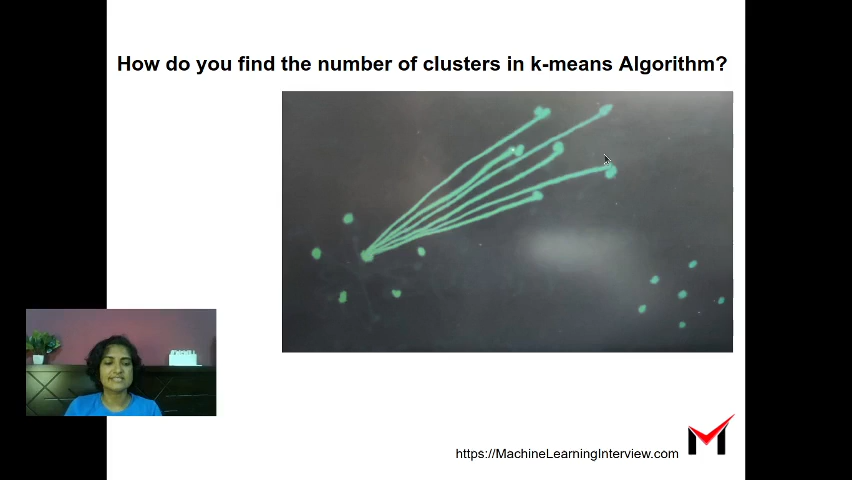 How do you find the number of clusters in k-means Algorithm?
https://MachineLearningInterview.com